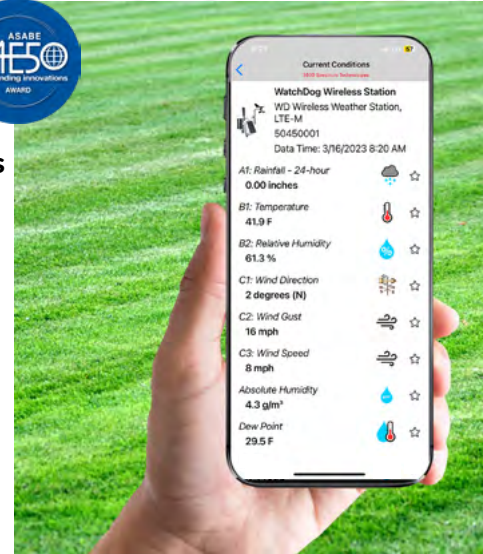 ASABE
AE50
nding innovations
AWARD
s
57
Current Conditions
WatchDog Wireless Station
WD Wireless Weather Station,
LTE-M
50450001
Data Time: 3/16/2023 8:20 AM
A1: Rainfall - 24-hour
0.00 inches
B1: Temperature
41.9 F
B2: Relative Humidity
61.3 %
%
C1: Wind Direction
2 degrees (N)
C2: Wind Gust
16 mph
C3: Wind Speed
8 mph
Absolute Humidity
4.3 g/m³
Dew Point
29.5 F